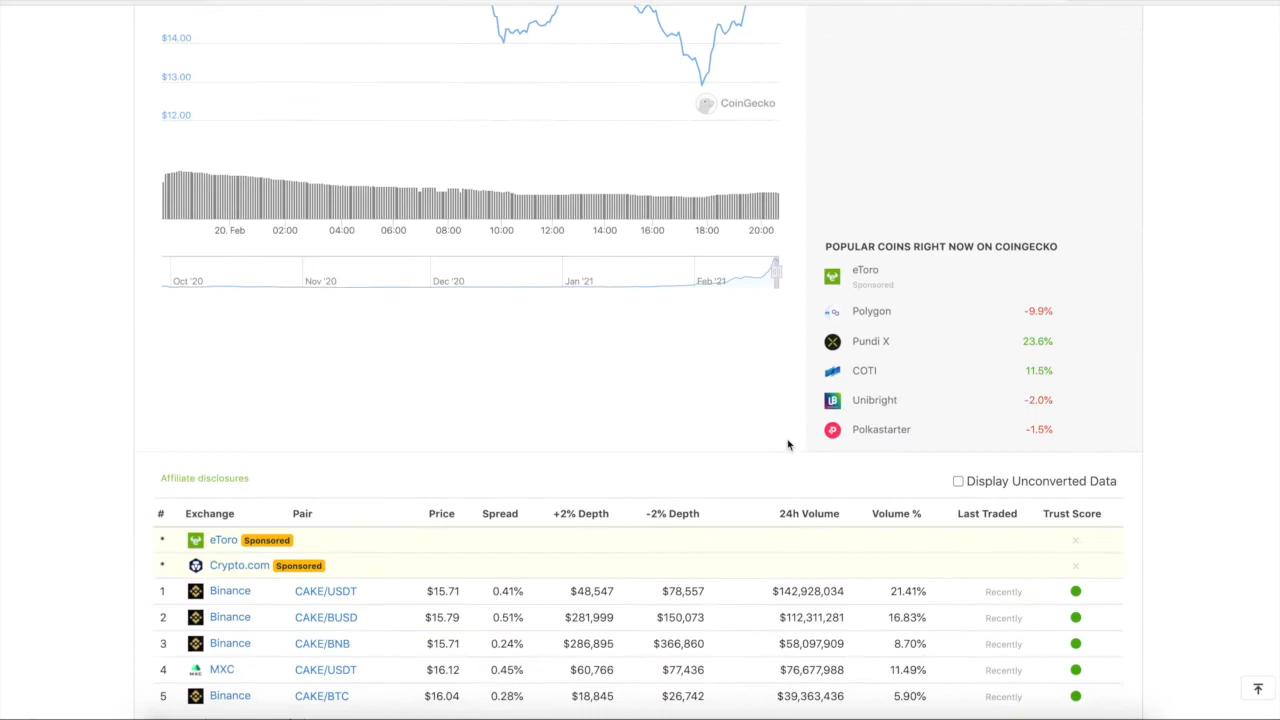 $14.00
$13.00
CoinGecko
$12.00
20. Feb 02:00 04:00 06:00 08:00 10:00 12:00 14:00 16:00 18:00 20:00
Oct '20 Nov '20 Dec '20 Jan '21 Feb '21
POPULAR COINS RIGHT NOW ON COINGECKO
eToro
Sponsored
Polygon -9.9%
Pundi X 23.6%
COTI 11.5%
Unibright -2.0%
Polkastarter -1.5%
Affiliate disclosures
Display Unconverted Data
# Exchange Pair Price Spread +2% Depth -2% Depth 24h Volume Volume % Last Traded Trust Score
* eToro Sponsored ×
* Crypto.com Sponsored ×
1 Binance CAKE/USDT $15.71 0.41% $48,547 $78,557 $142,928,034 21.41% Recently
2 Binance CAKE/BUSD $15.79 0.51% $281,999 $150,073 $112,311,281 16.83% Recently
3 Binance CAKE/BNB $15.71 0.24% $286,895 $366,860 $58,097,909 8.70% Recently
4 MXC MXC CAKE/USDT $16.12 0.45% $60,766 $77,436 $76,677,988 11.49% Recently
5 Binance CAKE/BTC $16.04 0.28% $18,845 $26,742 $39,363,436 5.90% Recently